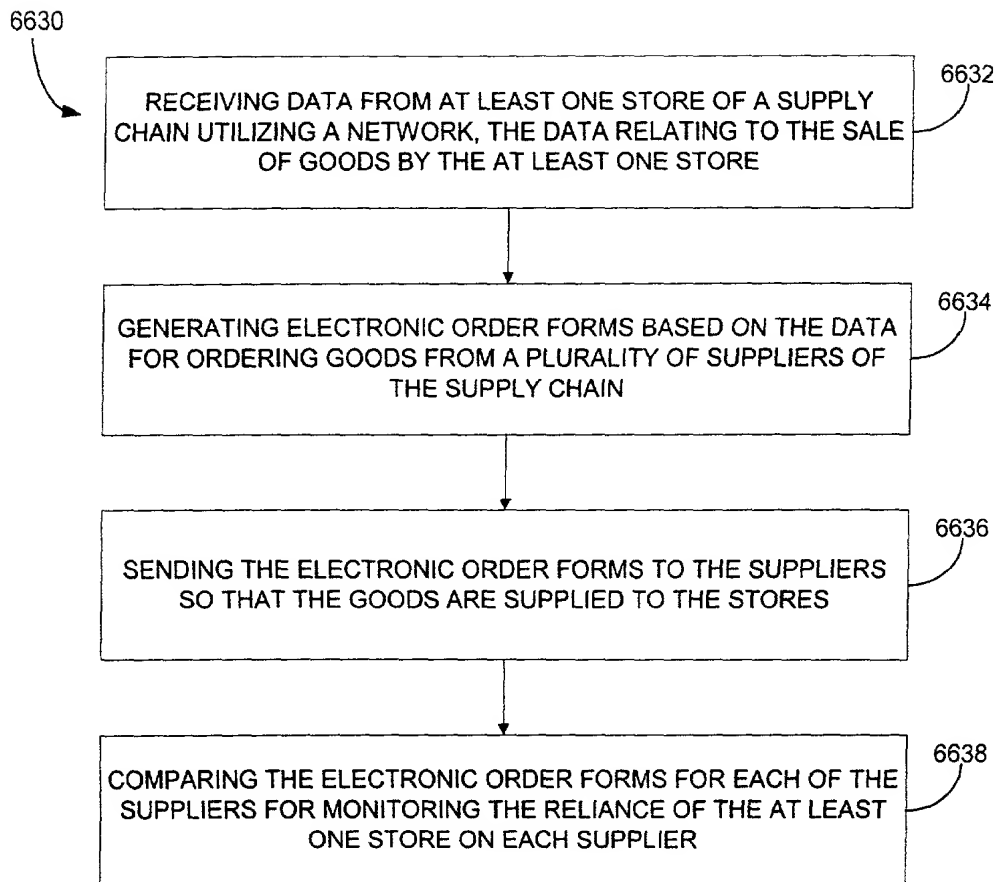 6630
6632
RECEIVING DATA FROM AT LEAST ONE STORE OF A SUPPLY
CHAIN UTILIZING A NETWORK, THE DATA RELATING TO THE SALE
OF GOODS BY THE AT LEAST ONE STORE
6634
GENERATING ELECTRONIC ORDER FORMS BASED ON THE DATA
FOR ORDERING GOODS FROM A PLURALITY OF SUPPLIERS OF
THE SUPPLY CHAIN
6636
SENDING THE ELECTRONIC ORDER FORMS TO THE SUPPLIERS
SO THAT THE GOODS ARE SUPPLIED TO THE STORES
6638
COMPARING THE ELECTRONIC ORDER FORMS FOR EACH OF THE
SUPPLIERS FOR MONITORING THE RELIANCE OF THE AT LEAST
ONE STORE ON EACH SUPPLIER